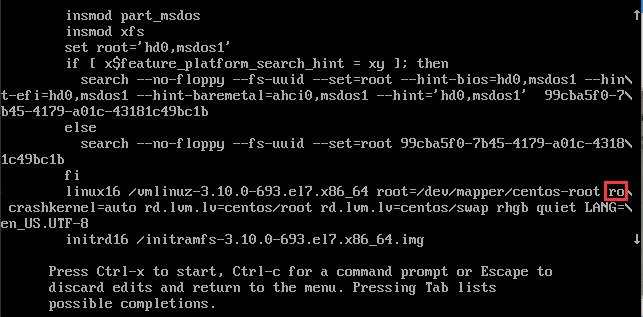 insmod part_msdos
insmod xfs
set root='hd0,msdos1'
if [ x$feature_platform_search_hint = xy ]; then
search --no-floppy --fs-uuid --set=root --hint-bios=hd0,msdos1 --hin\
t-efi=hd0,msdos1 --hint-baremetal=ahci0,msdos1 --hint='hd0,msdos1'  99cba5f0-7\
b45-4179-a01c-43181c49bc1b
else
search --no-floppy --fs-uuid --set=root 99cba5f0-7b45-4179-a01c-4318\
1c49bc1b
fi
linux16 /vmlinuz-3.10.0-693.el7.x86_64 root=/dev/mapper/centos-root ro\
crashkernel=auto rd.lvm.lv=centos/root rd.lvm.lv=centos/swap rhgb quiet LANG=\
en_US.UTF-8
initrd16 /initramfs-3.10.0-693.el7.x86_64.img
Press Ctrl-x to start, Ctrl-c for a command prompt or Escape to
discard edits and return to the menu. Pressing Tab lists
possible completions.